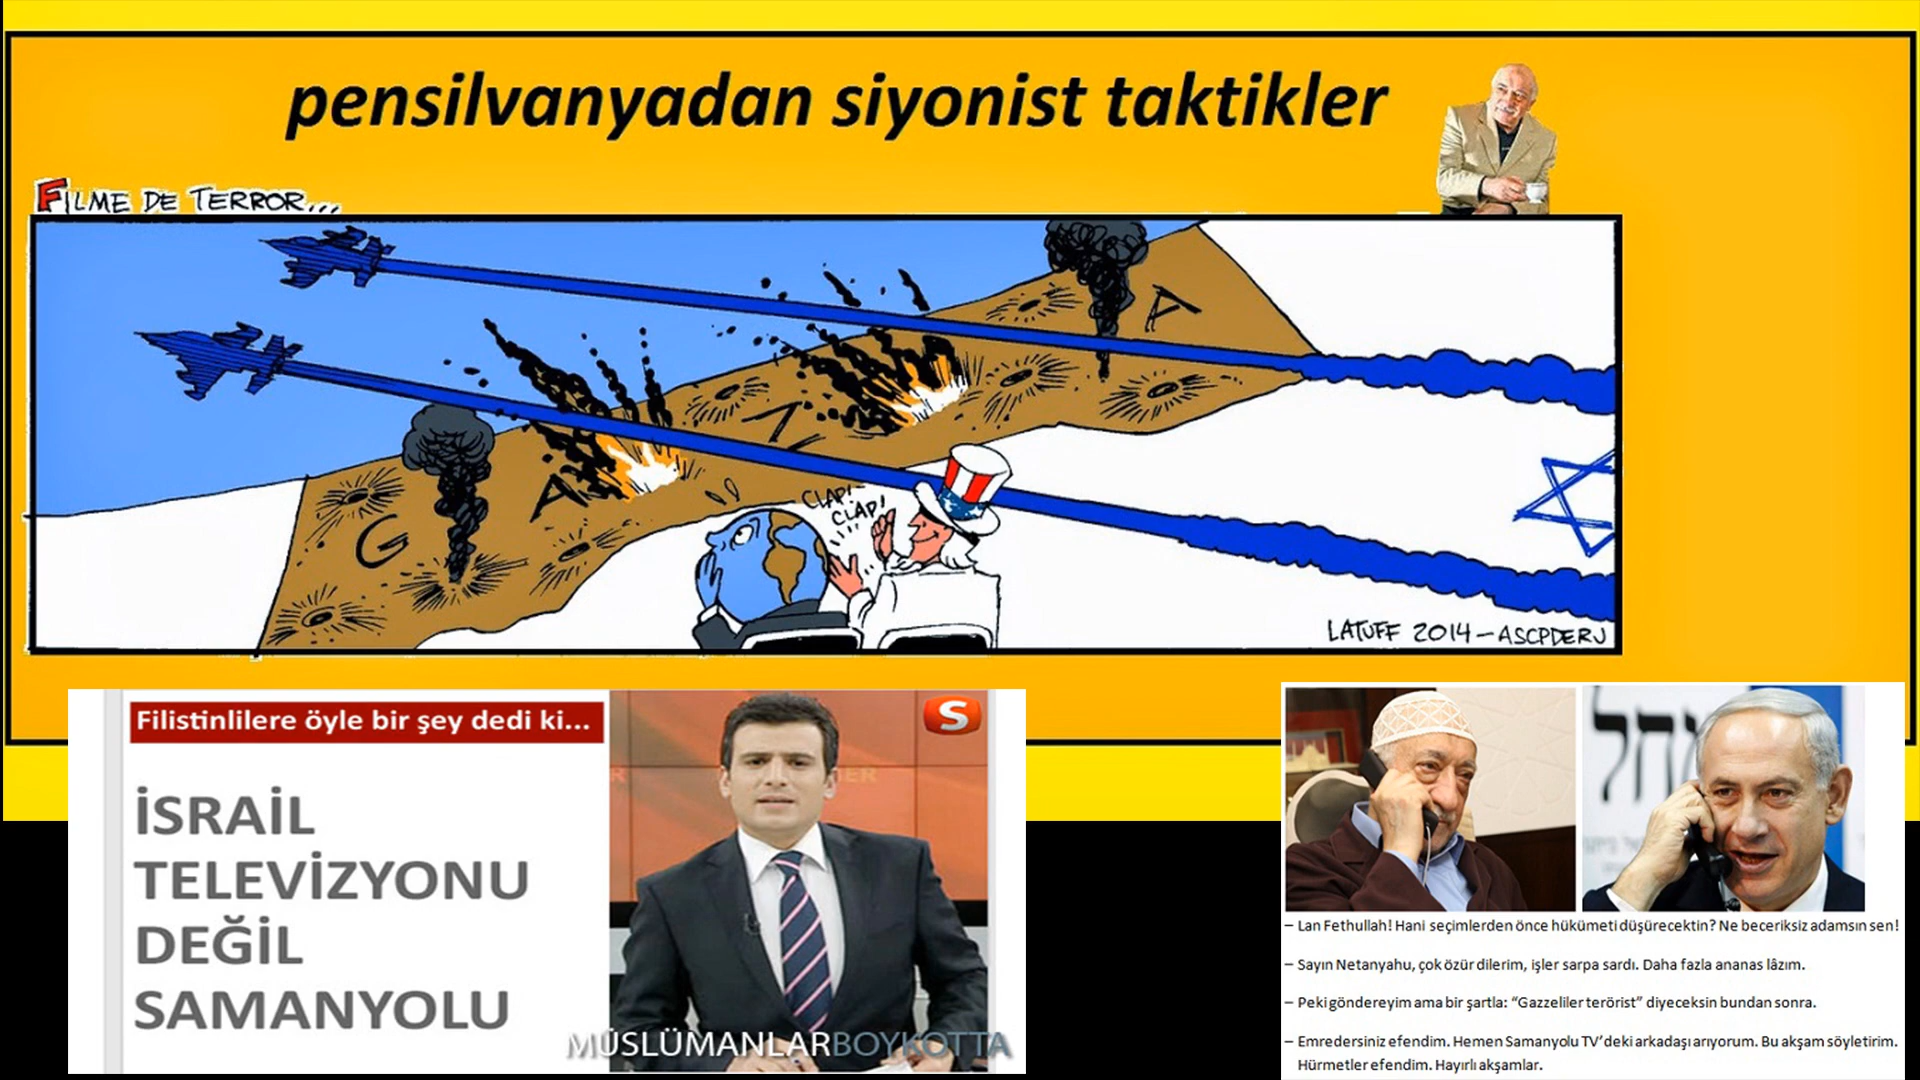 pensilvanyadan siyonist taktikler
FILME DE TERROR...
A
Z
A
G
CLAP!
CLAP!
LATUFF 2014 - ASCPDERJ
Filistinlilere öyle bir şey dedi ki...
S
İSRAİL
TELEVİZYONU
DEĞİL
SAMANYOLU
MÜSLÜMANLARBOYKOTTA
– Lan Fethullah! Hani seçimlerden önce hükümeti düşürecektin? Ne beceriksiz adamsın sen!
– Sayın Netanyahu, çok özür dilerim, işler sarpa sardı. Daha fazla ananas lâzım.
– Peki göndereyim ama bir şartla: “Gazzeliler terörist” diyeceksin bundan sonra.
– Emredersiniz efendim. Hemen Samanyolu TV’deki arkadaşı arıyorum. Bu akşam söyletirim.
Hürmetler efendim. Hayırlı akşamlar.